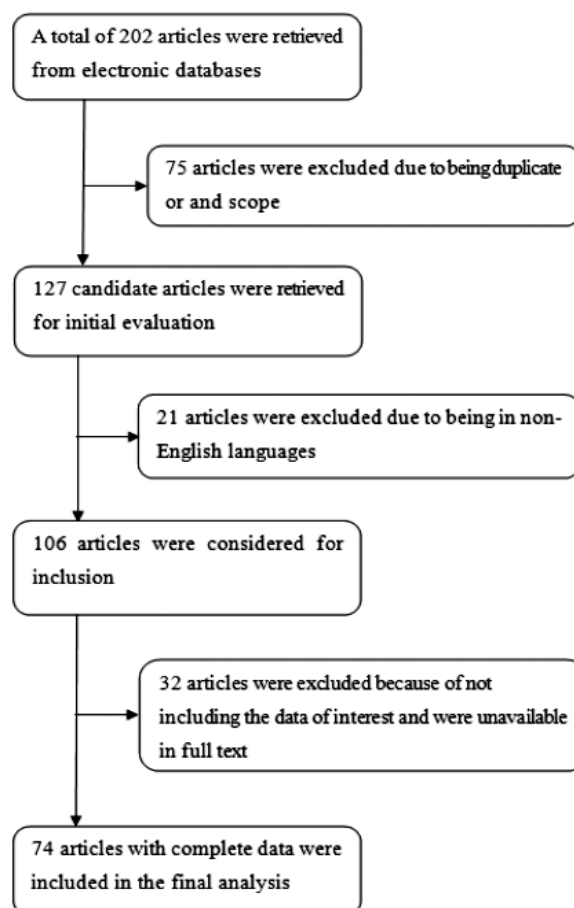 A total of 202 articles were retrieved
from electronic databases
75 articles were excluded due to being duplicate
or and scope
127 candidate articles were retrieved
for initial evaluation
21 articles were excluded due to being in non-
English languages
106 articles were considered for
inclusion
32 articles were excluded because of not
including the data of interest and were unavailable
in full text
74 articles with complete data were
included in the final analysis